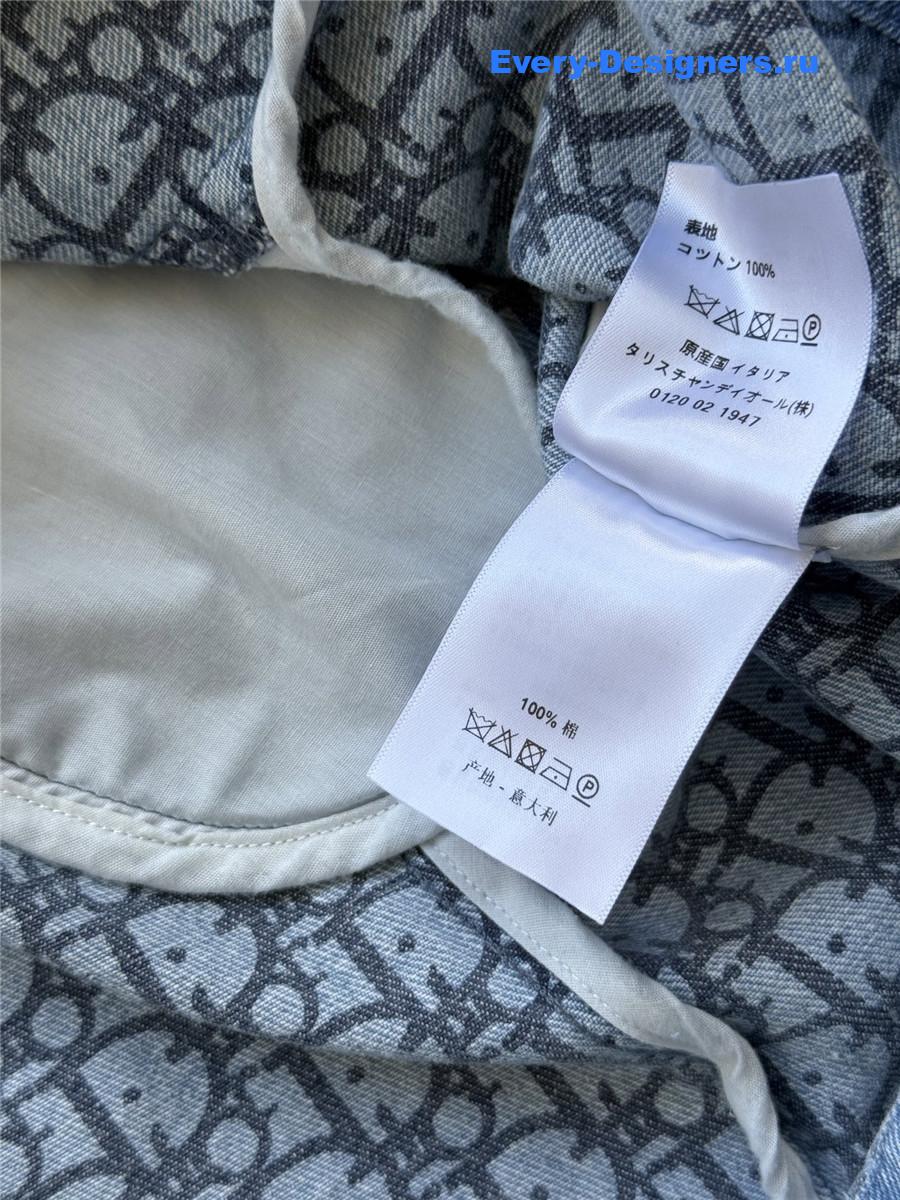 Every-Designers.ru
表地
コットン 100%
P
原産国 イタリア
タリスチャンディオール(株)
0120 02 1947
100% 棉
P
产地 - 意大利